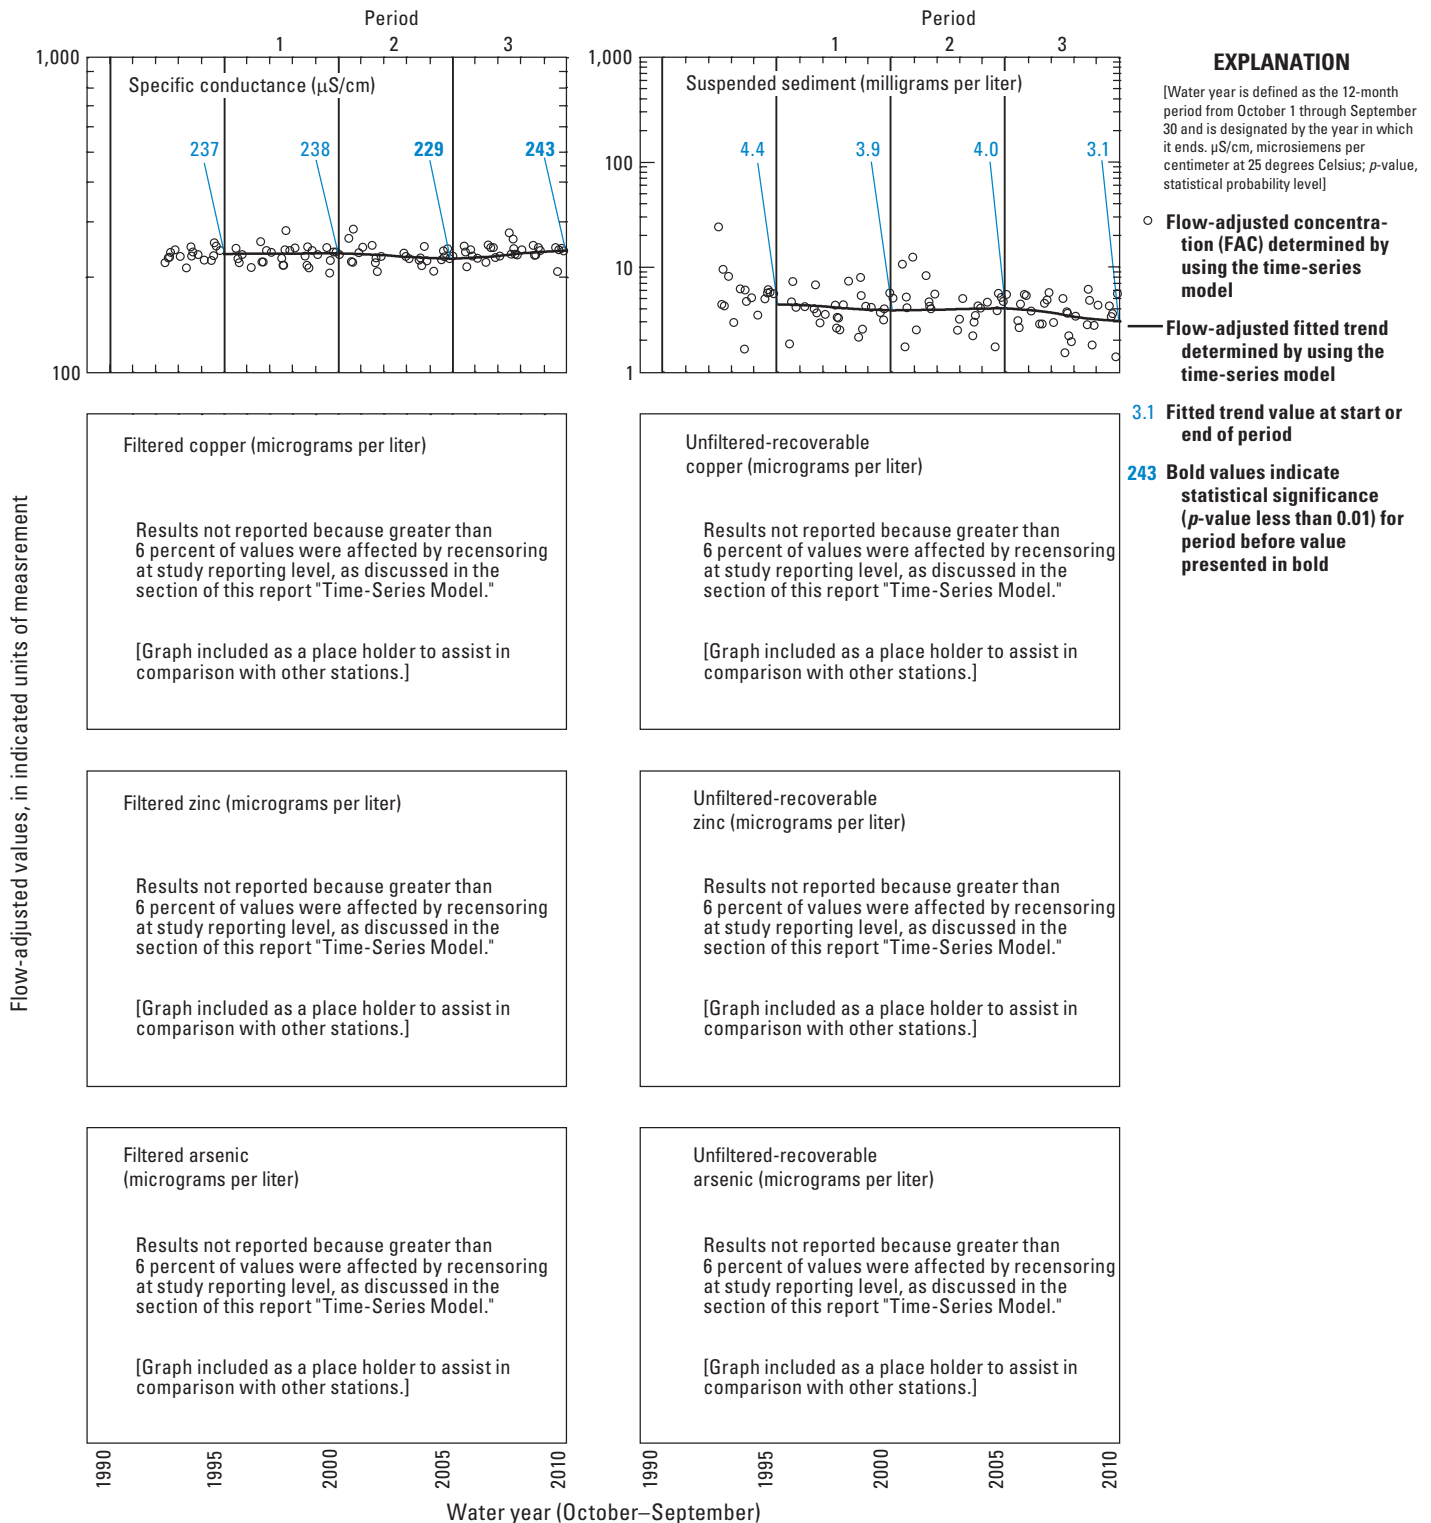 Period
1 2 3
1,000
Specific conductance (µS/cm)
237 238 229 243
100
Period
1 2 3
1,000
Suspended sediment (milligrams per liter)
4.4 3.9 4.0 3.1
100
10
1
EXPLANATION
[Water year is defined as the 12-month
period from October 1 through September
30 and is designated by the year in which
it ends. µS/cm, microsiemens per
centimeter at 25 degrees Celsius; p-value,
statistical probability level]
Flow-adjusted concentra-
tion (FAC) determined by
using the time-series
model
Flow-adjusted fitted trend
determined by using the
time-series model
3.1 Fitted trend value at start or
end of period
243 Bold values indicate
statistical significance
(p-value less than 0.01) for
period before value
presented in bold
Flow-adjusted values, in indicated units of measrement
Filtered copper (micrograms per liter)
Results not reported because greater than
6 percent of values were affected by recensoring
at study reporting level, as discussed in the
section of this report "Time-Series Model."
[Graph included as a place holder to assist in
comparison with other stations.]
Unfiltered-recoverable
copper (micrograms per liter)
Results not reported because greater than
6 percent of values were affected by recensoring
at study reporting level, as discussed in the
section of this report "Time-Series Model."
[Graph included as a place holder to assist in
comparison with other stations.]
Filtered zinc (micrograms per liter)
Results not reported because greater than
6 percent of values were affected by recensoring
at study reporting level, as discussed in the
section of this report "Time-Series Model."
[Graph included as a place holder to assist in
comparison with other stations.]
Unfiltered-recoverable
zinc (micrograms per liter)
Results not reported because greater than
6 percent of values were affected by recensoring
at study reporting level, as discussed in the
section of this report "Time-Series Model."
[Graph included as a place holder to assist in
comparison with other stations.]
Filtered arsenic
(micrograms per liter)
Results not reported because greater than
6 percent of values were affected by recensoring
at study reporting level, as discussed in the
section of this report "Time-Series Model."
[Graph included as a place holder to assist in
comparison with other stations.]
Unfiltered-recoverable
arsenic (micrograms per liter)
Results not reported because greater than
6 percent of values were affected by recensoring
at study reporting level, as discussed in the
section of this report "Time-Series Model."
[Graph included as a place holder to assist in
comparison with other stations.]
1990 1995 2000 2005 2010
1990 1995 2000 2005 2010
Water year (October–September)